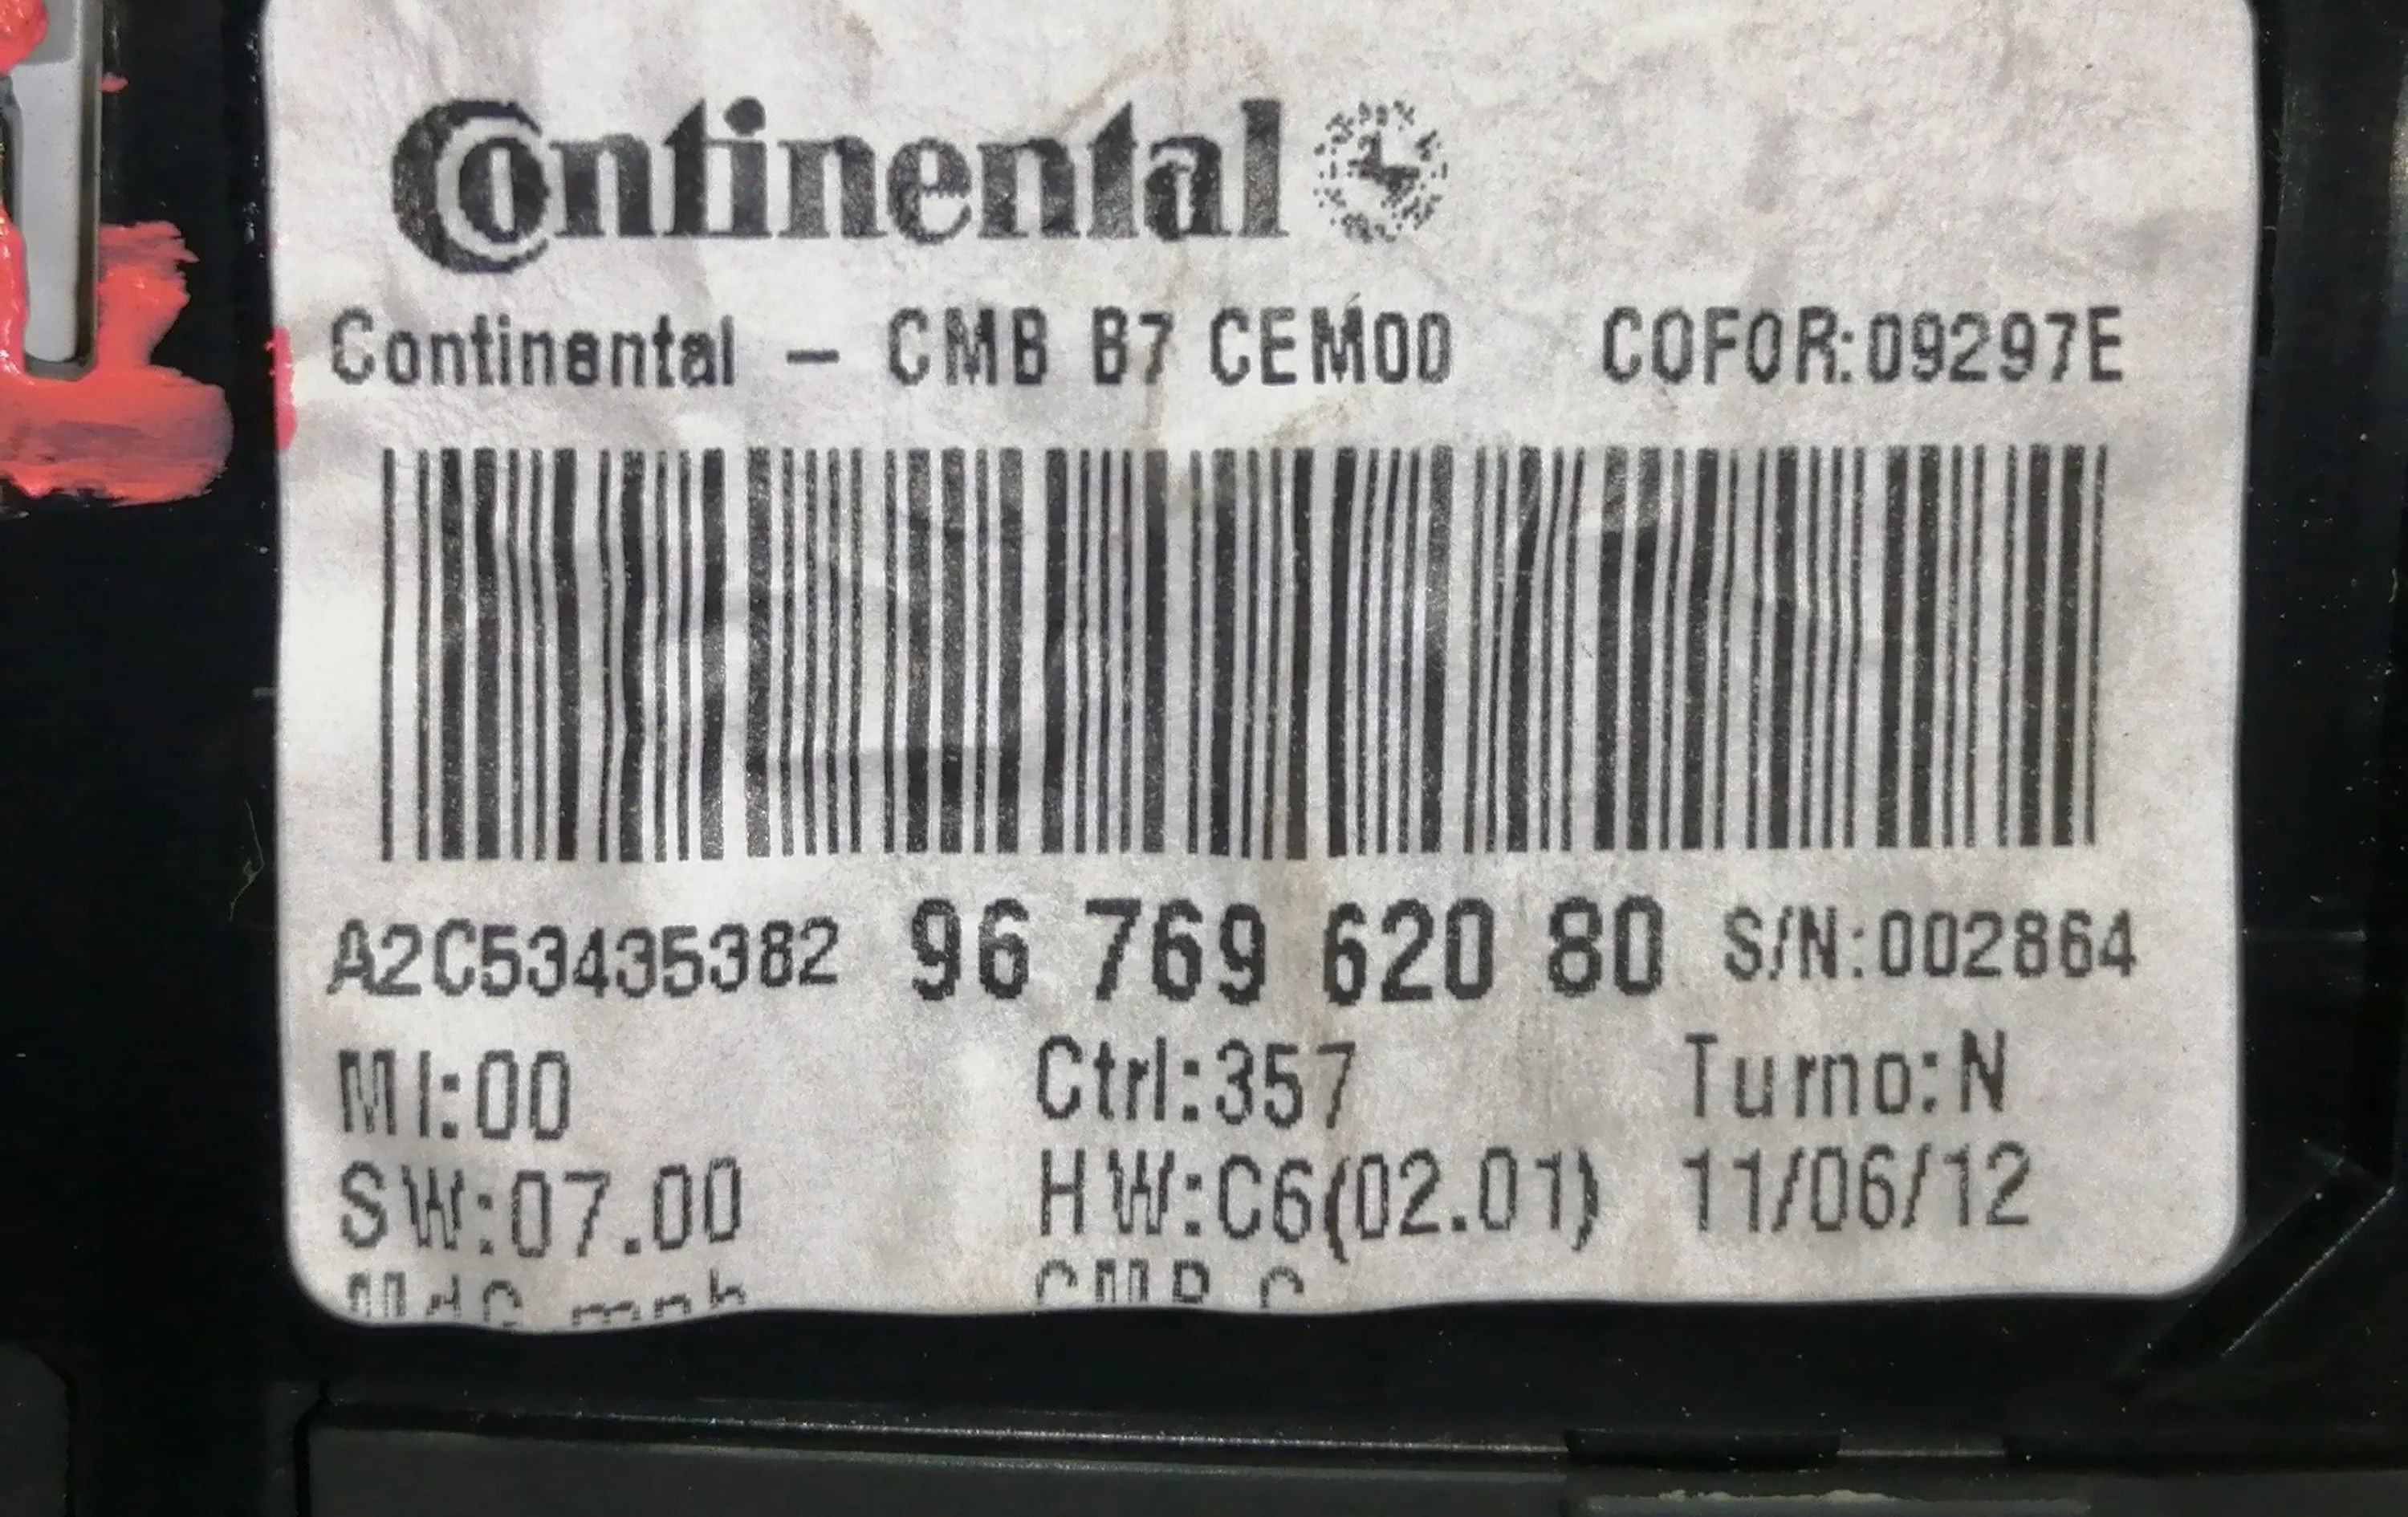 Continental
Continental - CMB B7 CEM00 COFOR:09297E
A2C53435382 96 769 620 80 S/N:002864
MI:00 Ctrl:357 Turno:N
SW:07.00 HW:C6(02.01) 11/06/12